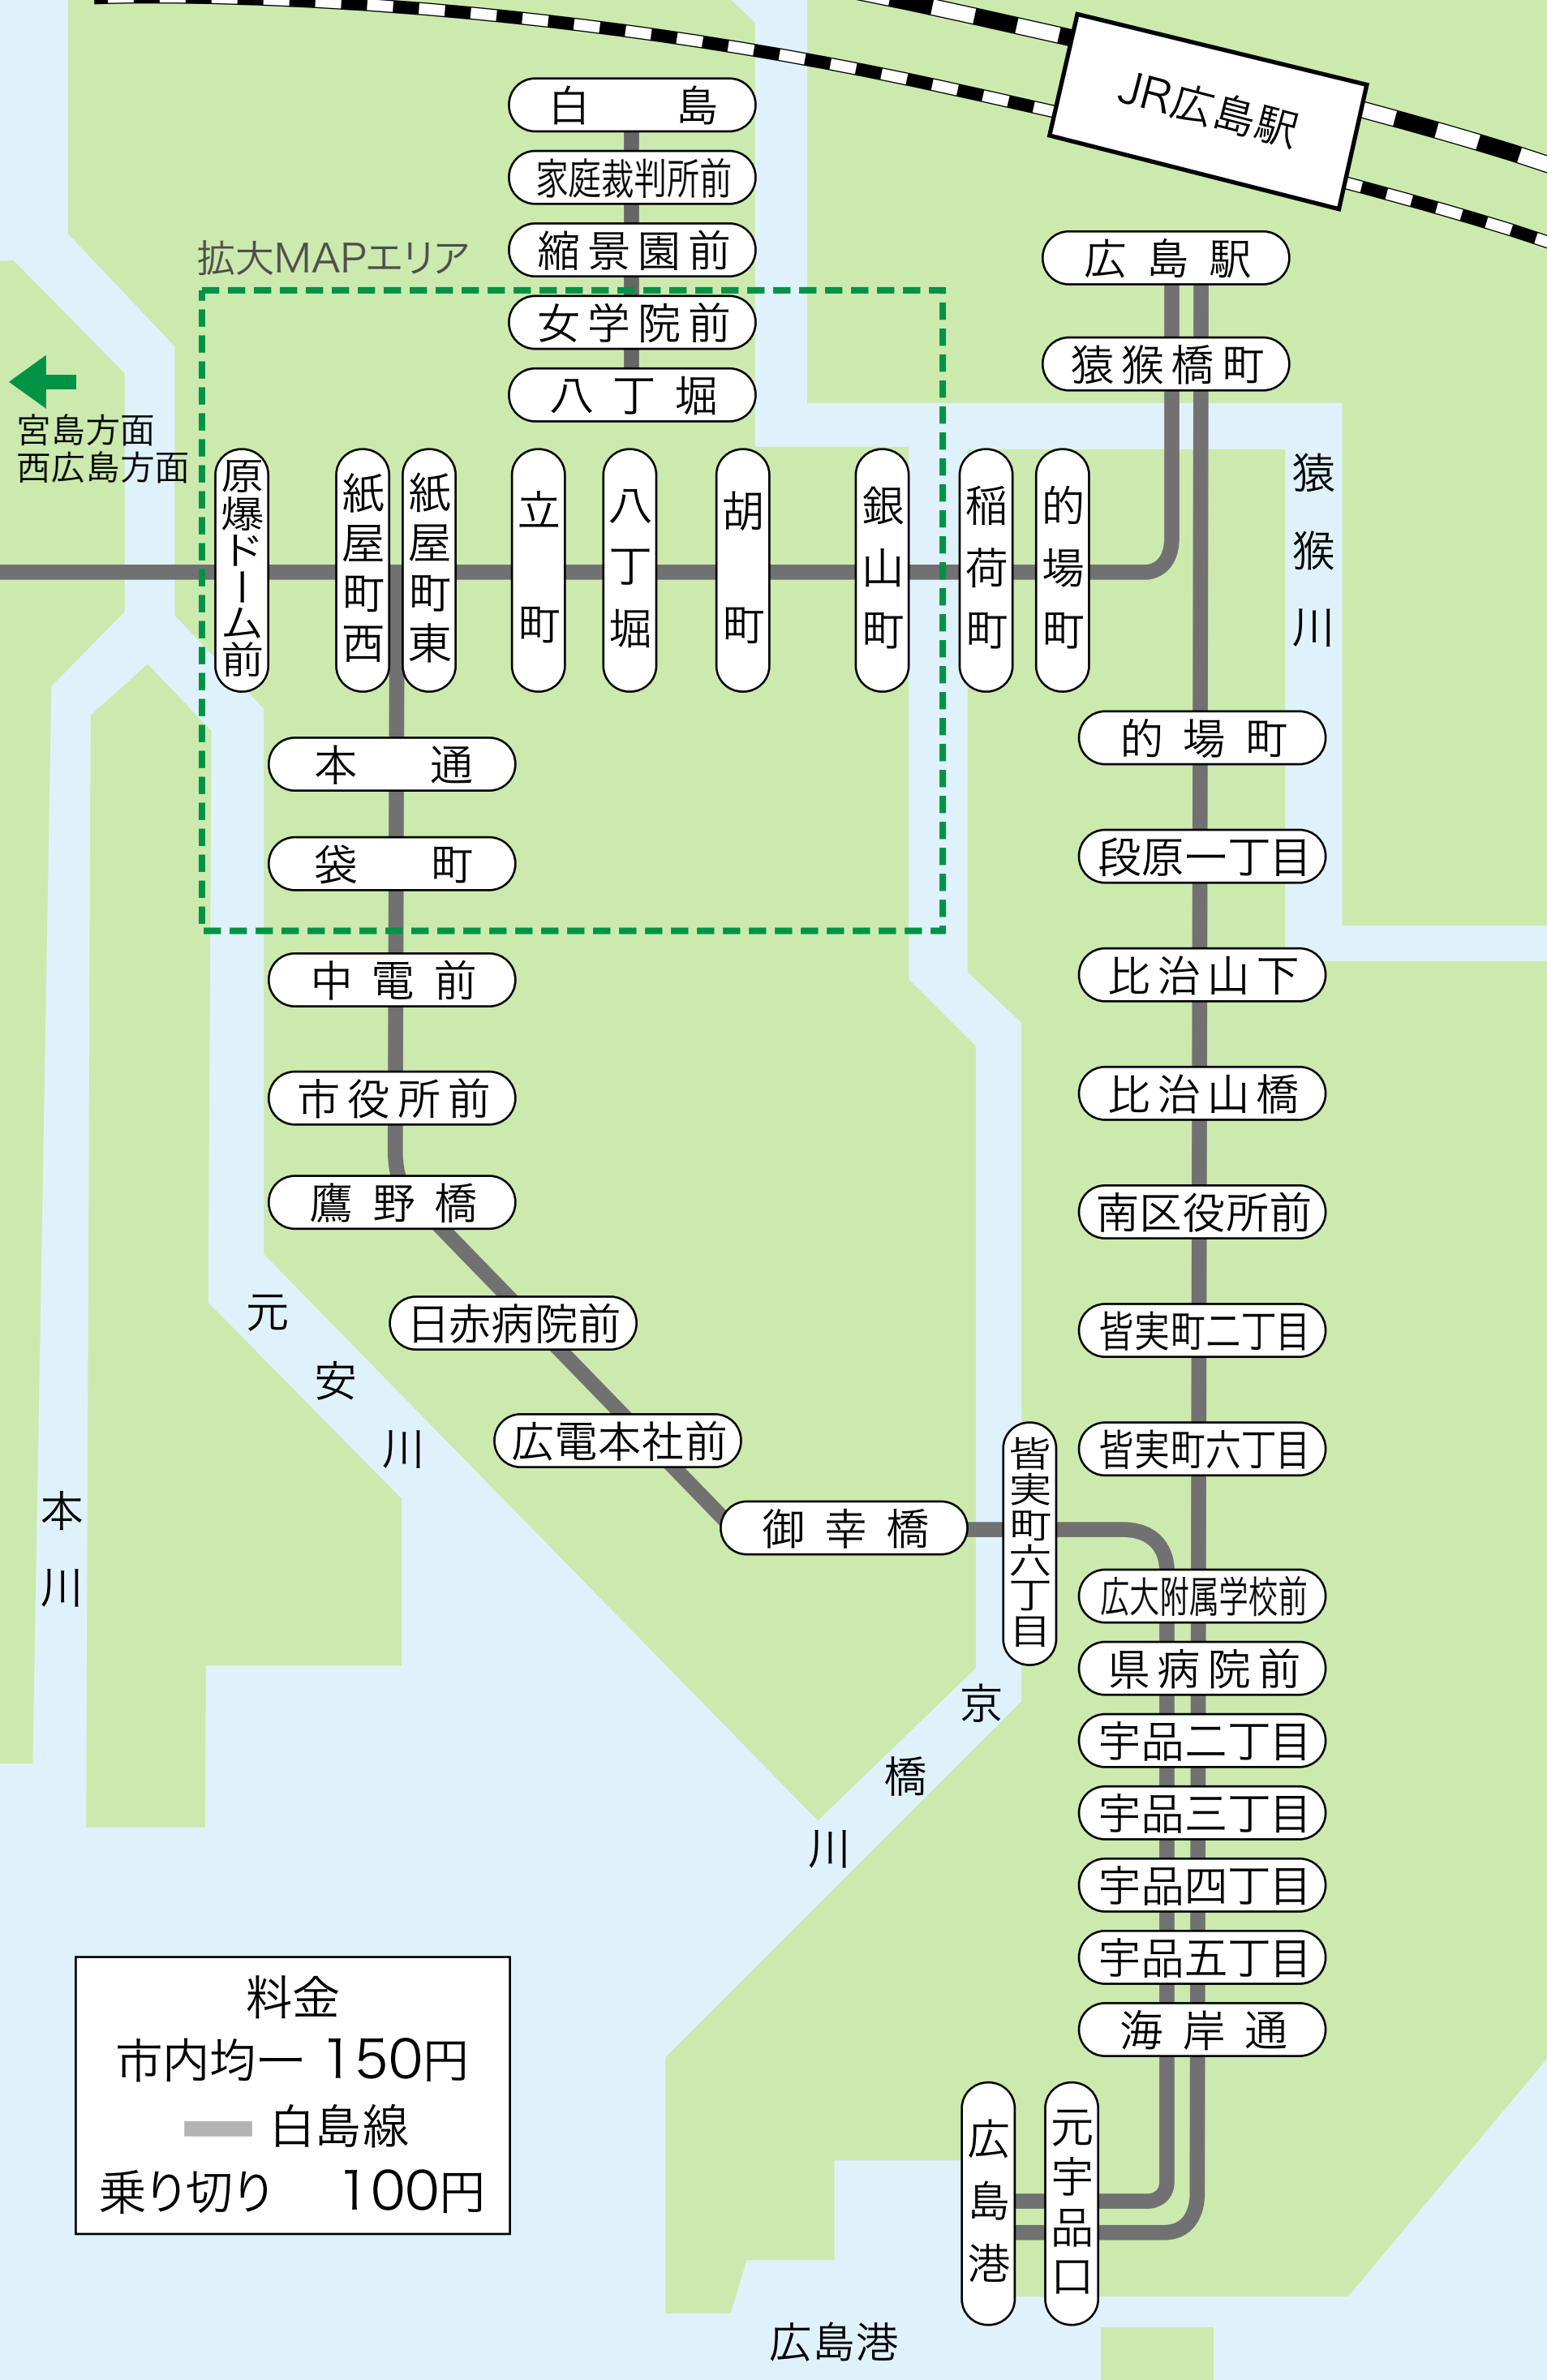 JR広島駅
白島
家庭裁判所前
縮景園前
女学院前
八丁堀
拡大MAPエリア
広島駅
猿猴橋町
宮島方面
西広島方面
原爆ドーム前
紙屋町西
紙屋町東
立町
八丁堀
胡町
銀山町
稲荷町
的場町
猿猴川
本通
袋町
中電前
市役所前
鷹野橋
日赤病院前
広電本社前
御幸橋
皆実町六丁目
的場町
段原一丁目
比治山下
比治山橋
南区役所前
皆実町二丁目
皆実町六丁目
広大附属学校前
県病院前
宇品二丁目
宇品三丁目
宇品四丁目
宇品五丁目
海岸通
元宇品口
広島港
元安川
本川
京橋川
料金
市内均一 150円
白島線
乗り切り 100円
広島港